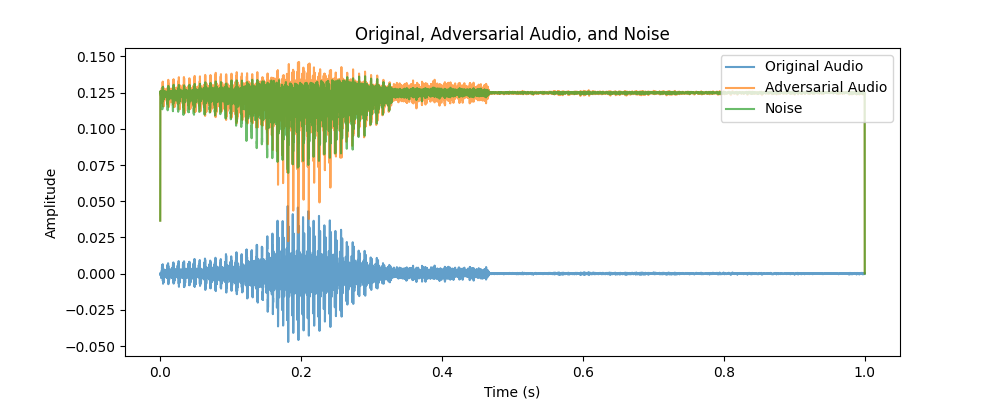 Original, Adversarial Audio, and Noise
0.150
0.125
0.100
0.075
0.050
0.025
0.000
−0.025
−0.050
Amplitude
Original Audio
Adversarial Audio
Noise
0.0 0.2 0.4 0.6 0.8 1.0
Time (s)